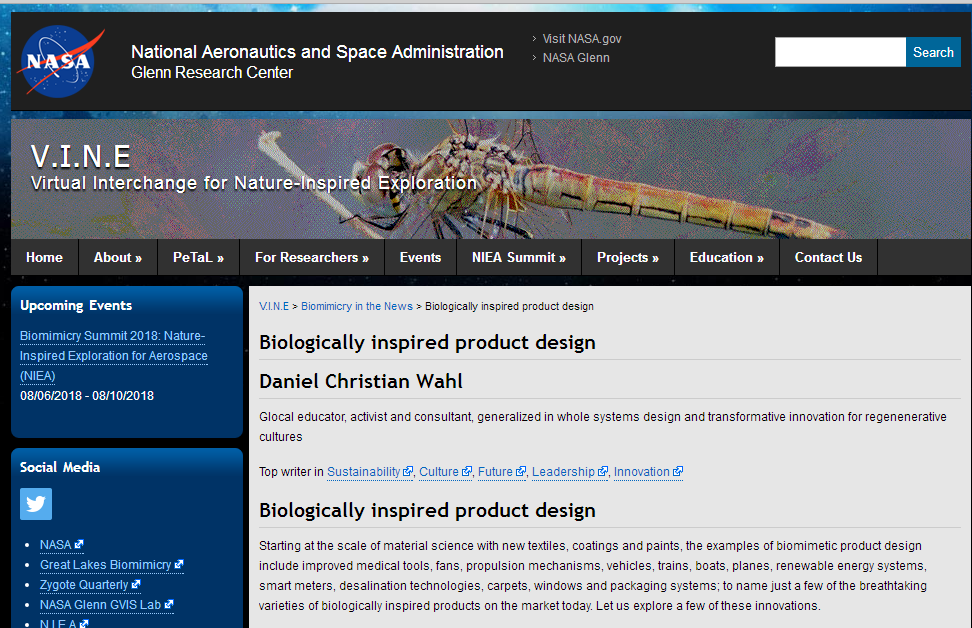 NASA
National Aeronautics and Space Administration
Glenn Research Center
Visit NASA.gov
NASA Glenn
Search
V.I.N.E
Virtual Interchange for Nature-Inspired Exploration
Home About » PeTaL » For Researchers » Events NIEA Summit » Projects » Education » Contact Us
Upcoming Events
Biomimicry Summit 2018: Nature-
Inspired Exploration for Aerospace
(NIEA)
08/06/2018 - 08/10/2018
Social Media
NASA
Great Lakes Biomimicry
Zygote Quarterly
NASA Glenn GVIS Lab
N.I.E.A
V.I.N.E > Biomimicry in the News > Biologically inspired product design
Biologically inspired product design
Daniel Christian Wahl
Glocal educator, activist and consultant, generalized in whole systems design and transformative innovation for regenenerative
cultures
Top writer in Sustainability, Culture, Future, Leadership, Innovation
Biologically inspired product design
Starting at the scale of material science with new textiles, coatings and paints, the examples of biomimetic product design
include improved medical tools, fans, propulsion mechanisms, vehicles, trains, boats, planes, renewable energy systems,
smart meters, desalination technologies, carpets, windows and packaging systems; to name just a few of the breathtaking
varieties of biologically inspired products on the market today. Let us explore a few of these innovations.